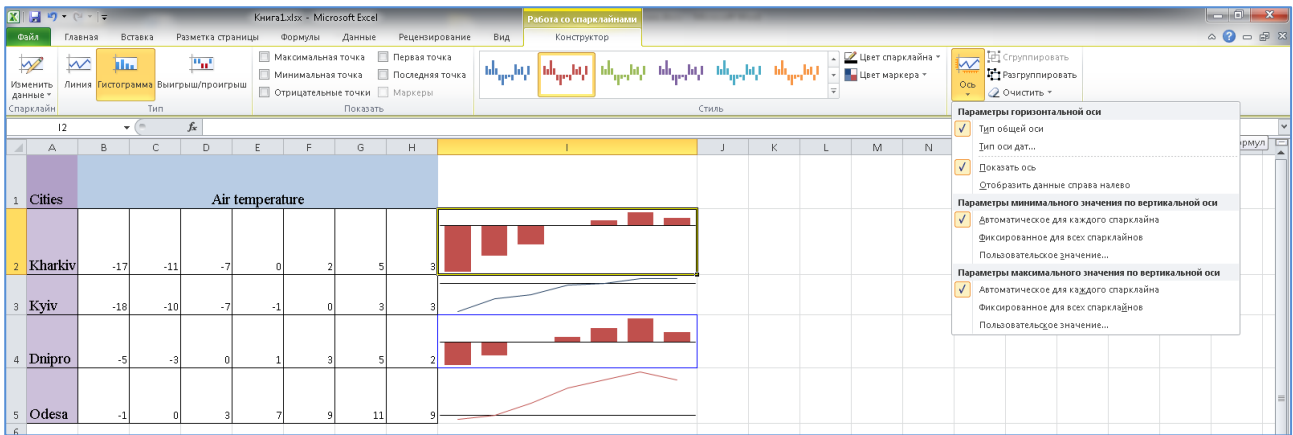 Книга1.xlsx - Microsoft Excel
Работа со спарклайнами
Файл Главная Вставка Разметка страницы Формулы Данные Рецензирование Вид Конструктор
Изменить данные
Линия Гистограмма Выигрыш/проигрыш
Максимальная точка Первая точка
Минимальная точка Последняя точка
Отрицательные точки Маркеры
Цвет спарклайна
Цвет маркера
Ось
Сгруппировать
Разгруппировать
Очистить
Спарклайн Тип Показать Стиль
Параметры горизонтальной оси
Тип общей оси
Тип оси дат...
Показать ось
Отобразить данные справа налево
Параметры минимального значения по вертикальной оси
Автоматическое для каждого спарклайна
Фиксированное для всех спарклайнов
Пользовательское значение...
Параметры максимального значения по вертикальной оси
Автоматическое для каждого спарклайна
Фиксированное для всех спарклайнов
Пользовательское значение...
I2 fx
A B C D E F G H I J K L M N
1 Cities Air temperature
2 Kharkiv -17 -11 -7 0 2 5 3
3 Kyiv -18 -10 -7 -1 0 3 3
4 Dnipro -5 -3 0 1 3 5 2
5 Odesa -1 0 3 7 9 11 9
6